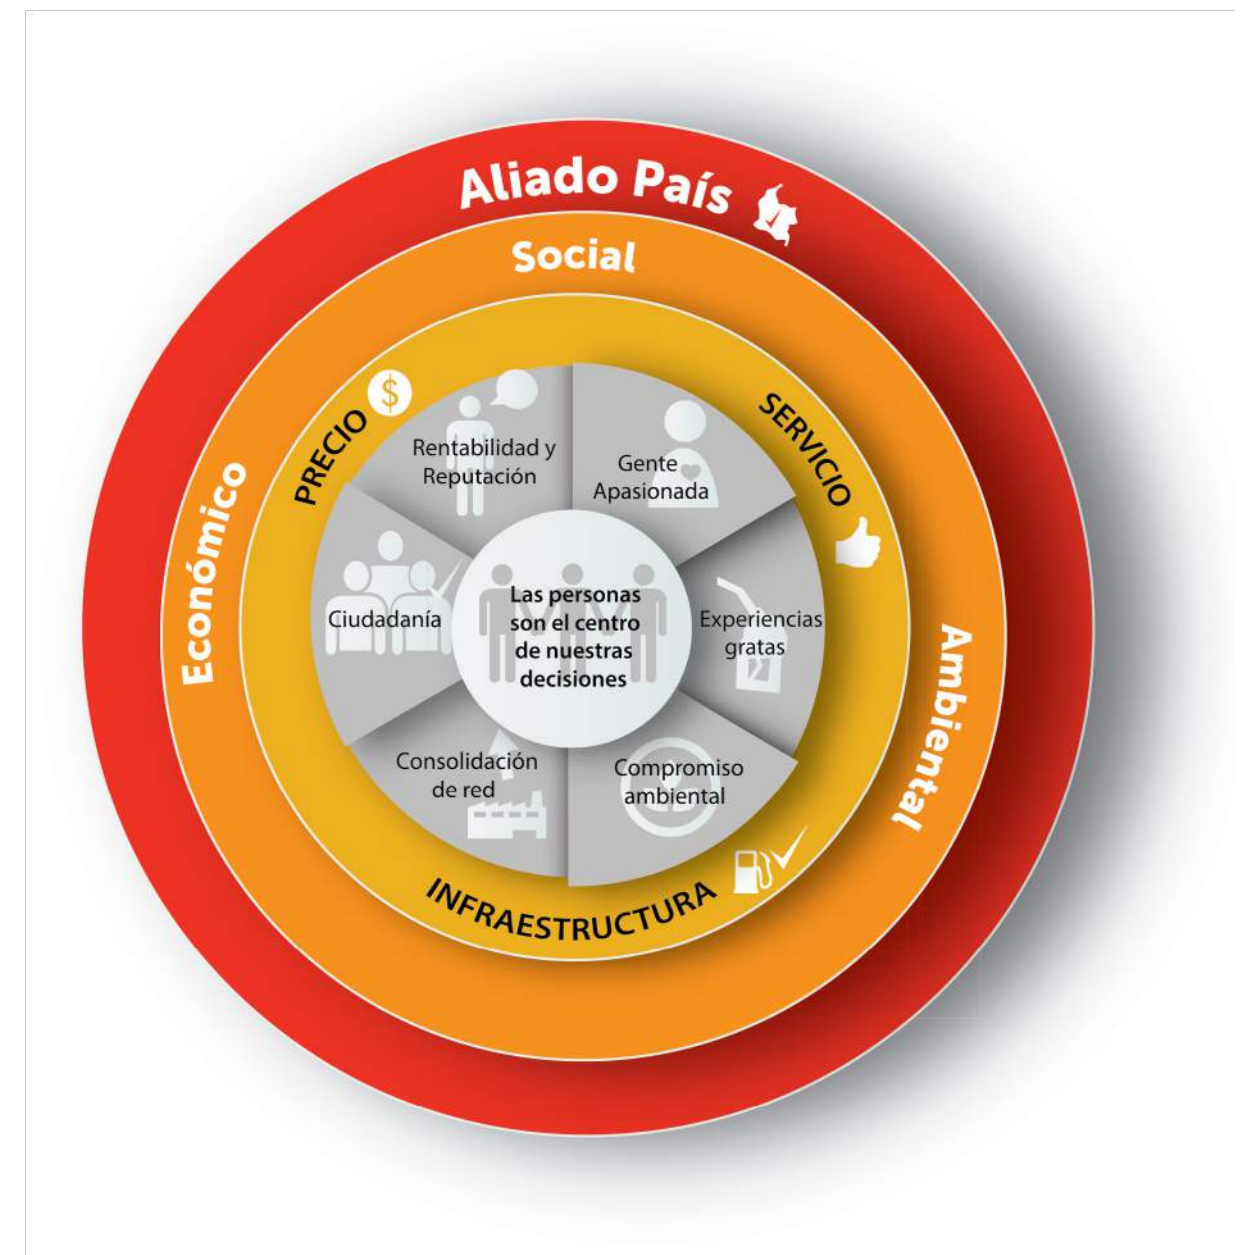 Aliado País
Social
Económico
Ambiental
PRECIO
$
SERVICIO
INFRAESTRUCTURA
Rentabilidad y
Reputación
Gente
Apasionada
Ciudadanía
Las personas
son el centro
de nuestras
decisiones
Experiencias
gratas
Consolidación
de red
Compromiso
ambiental